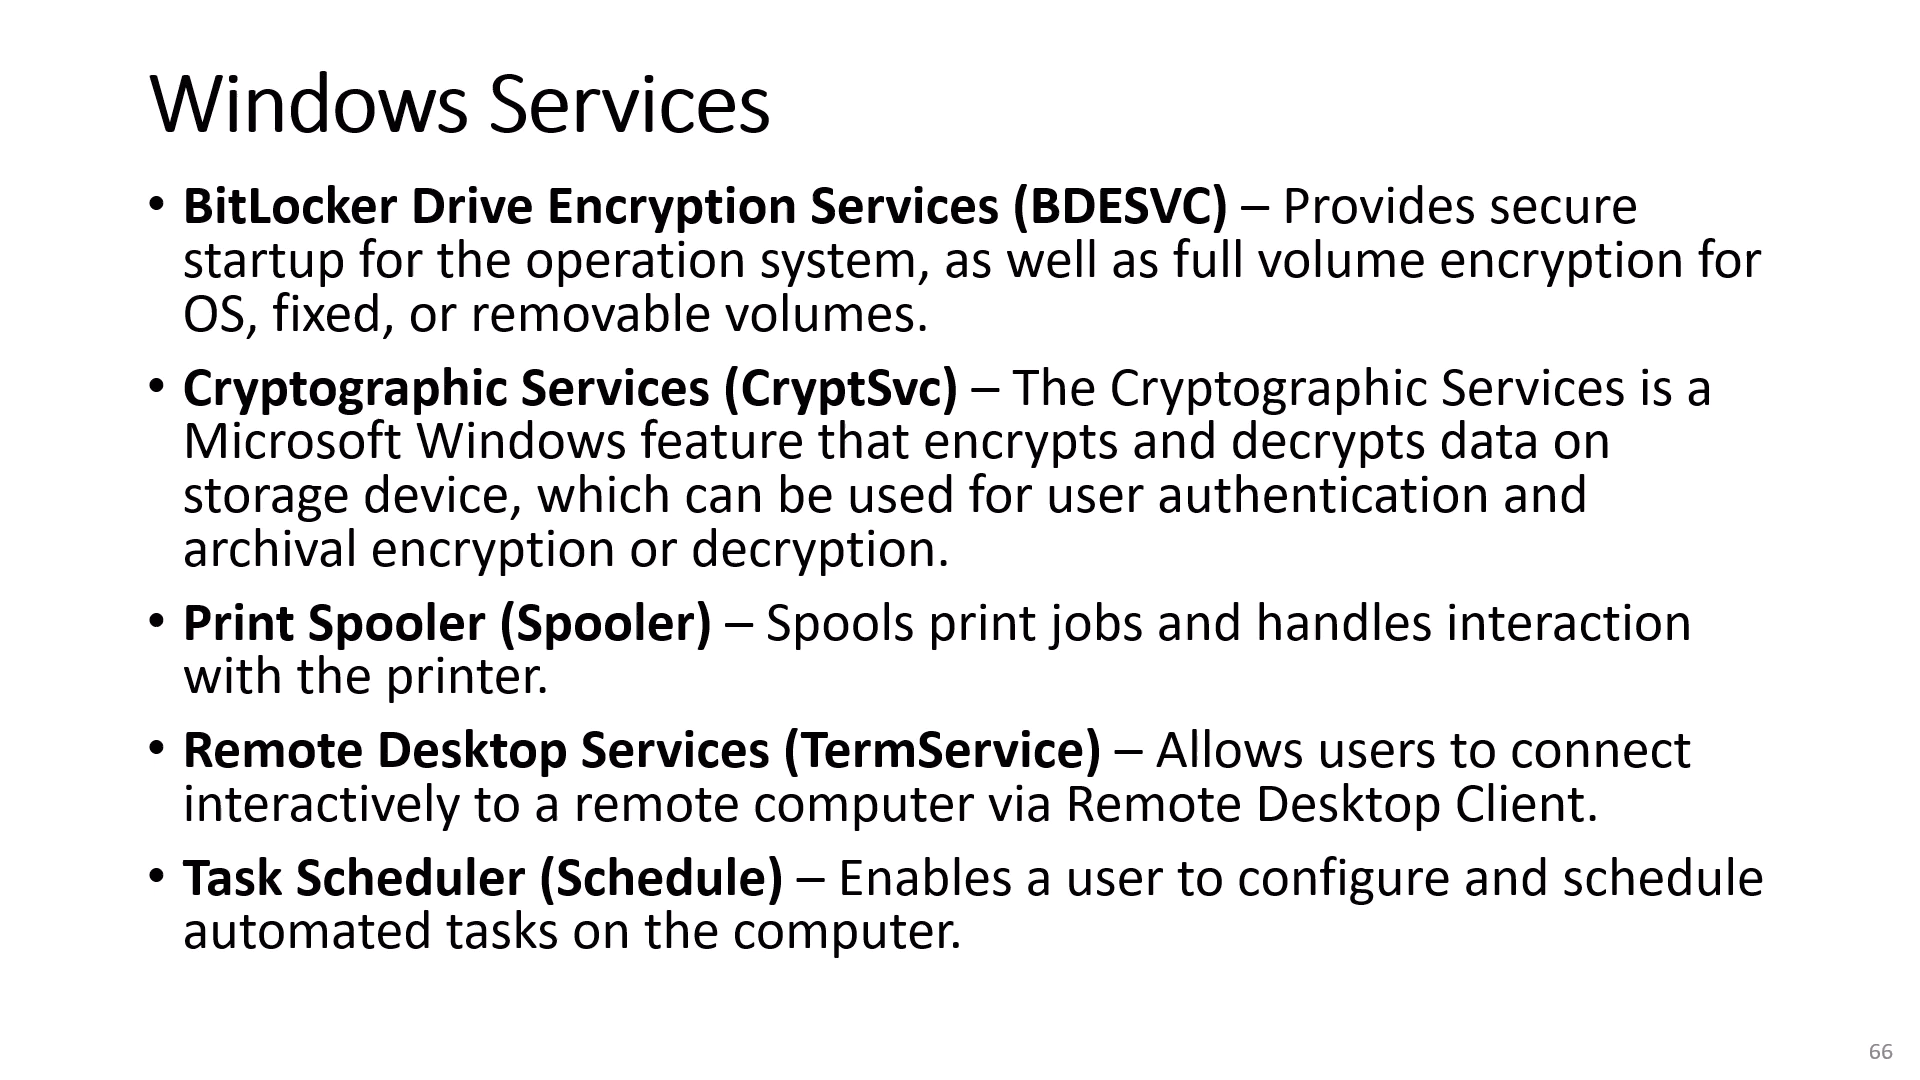 Windows Services
• BitLocker Drive Encryption Services (BDESVC) – Provides secure
startup for the operation system, as well as full volume encryption for
OS, fixed, or removable volumes.
• Cryptographic Services (CryptSvc) – The Cryptographic Services is a
Microsoft Windows feature that encrypts and decrypts data on
storage device, which can be used for user authentication and
archival encryption or decryption.
• Print Spooler (Spooler) – Spools print jobs and handles interaction
with the printer.
• Remote Desktop Services (TermService) – Allows users to connect
interactively to a remote computer via Remote Desktop Client.
• Task Scheduler (Schedule) – Enables a user to configure and schedule
automated tasks on the computer.
66